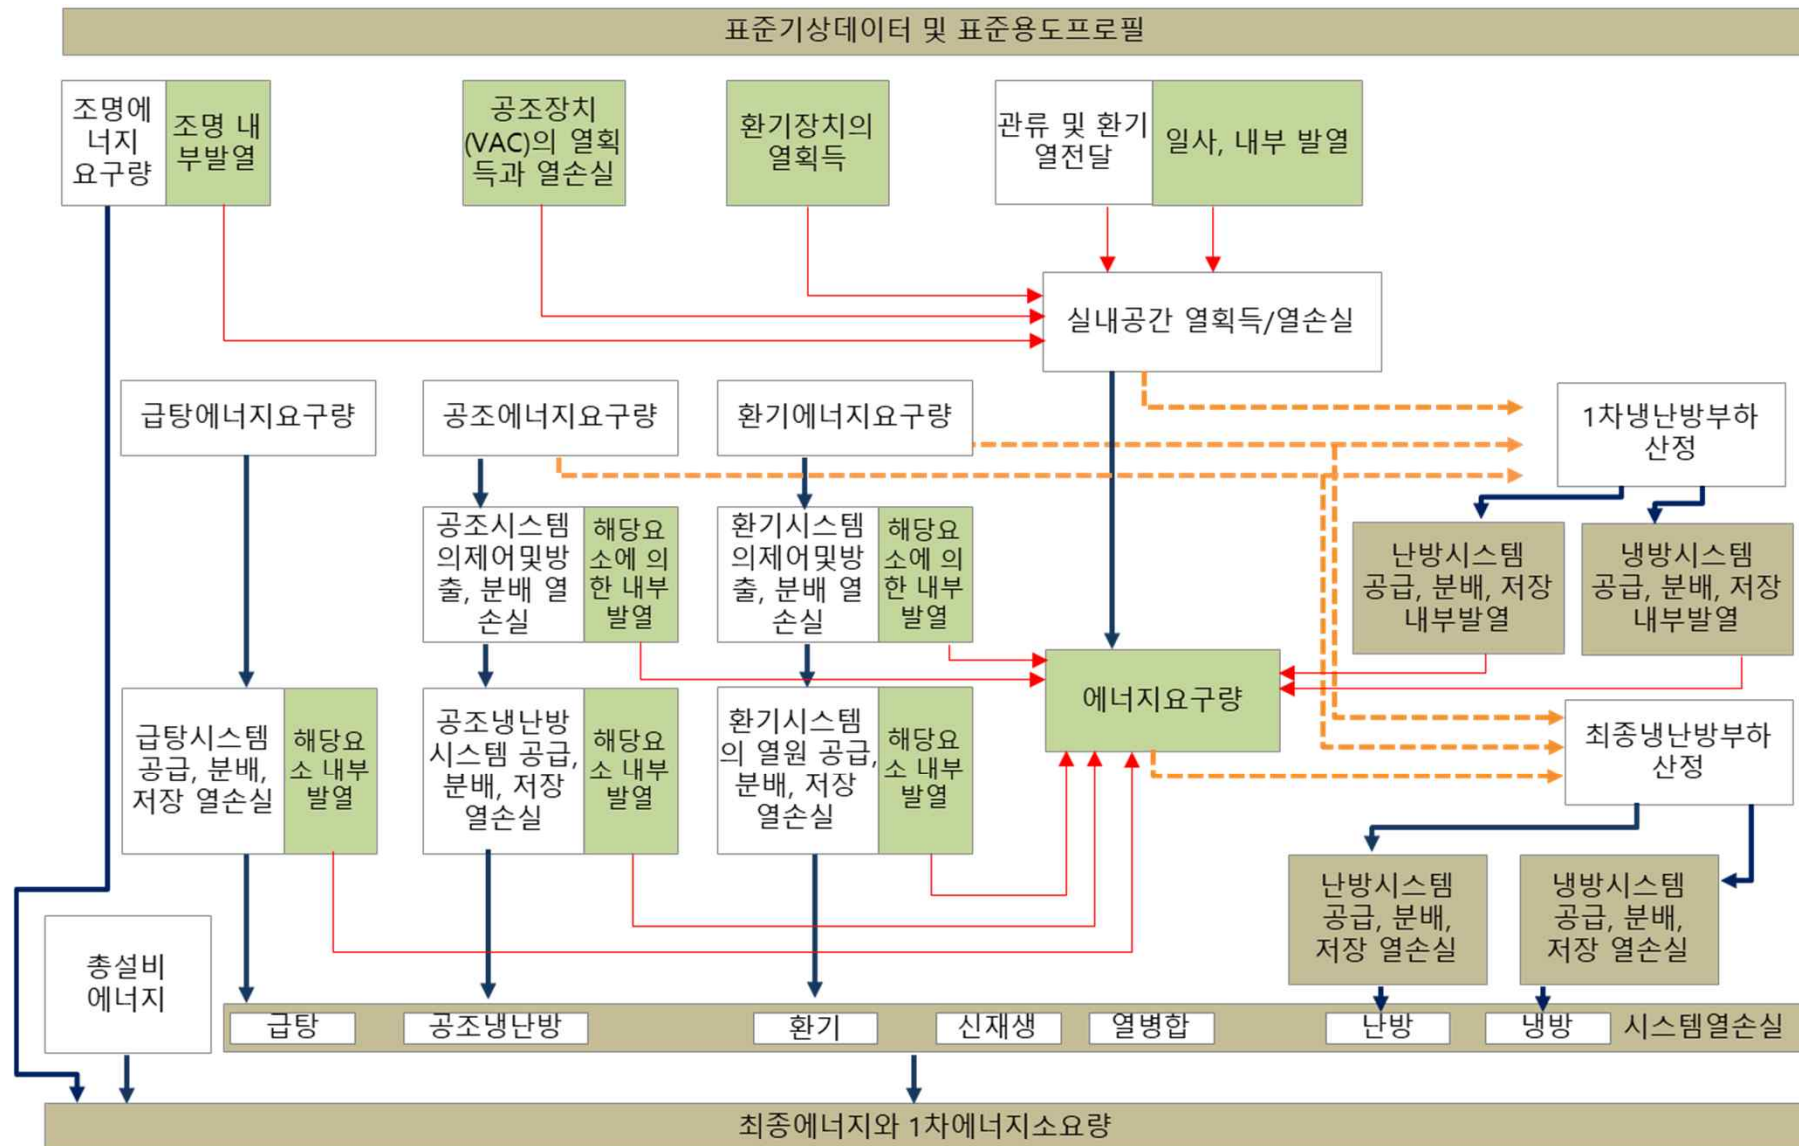 표준기상데이터 및 표준용도프로필
조명에
너지
요구량
조명 내
부발열
공조장치
(VAC)의 열획
득과 열손실
환기장치의
열획득
관류 및 환기
열전달
일사, 내부 발열
실내공간 열획득/열손실
급탕에너지요구량
공조에너지요구량
환기에너지요구량
1차냉난방부하
산정
공조시스템
의제어및방
출, 분배 열
손실
해당요
소에 의
한 내부
발열
환기시스템
의제어및방
출, 분배 열
손실
해당요
소에 의
한 내부
발열
난방시스템
공급, 분배, 저장
내부발열
냉방시스템
공급, 분배, 저장
내부발열
에너지요구량
급탕시스템
공급, 분배,
저장 열손실
해당요
소 내부
발열
공조냉난방
시스템 공급,
분배, 저장
열손실
해당요
소 내부
발열
환기시스템
의 열원 공급,
분배, 저장
열손실
해당요
소 내부
발열
최종냉난방부하
산정
난방시스템
공급, 분배,
저장 열손실
냉방시스템
공급, 분배,
저장 열손실
총설비
에너지
급탕
공조냉난방
환기
신재생
열병합
난방
냉방
시스템열손실
최종에너지와 1차에너지소요량